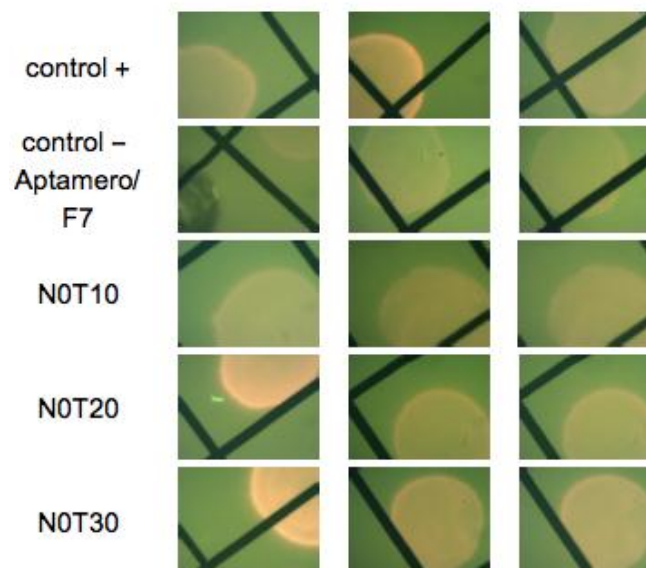 control +
control –
Aptamero/
F7
N0T10
N0T20
N0T30